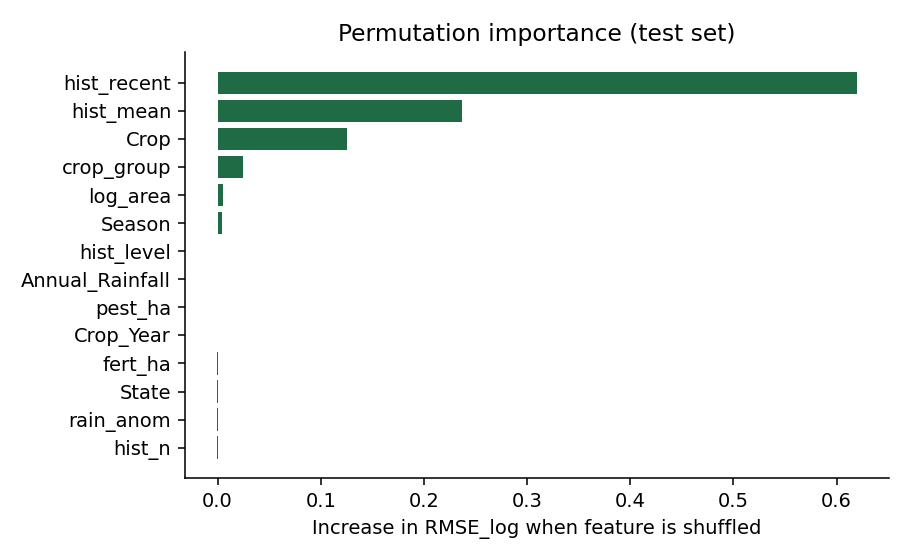 Permutation importance (test set)
hist_recent
hist_mean
Crop
crop_group
log_area
Season
hist_level
Annual_Rainfall
pest_ha
Crop_Year
fert_ha
State
rain_anom
hist_n
0.0 0.1 0.2 0.3 0.4 0.5 0.6
Increase in RMSE_log when feature is shuffled